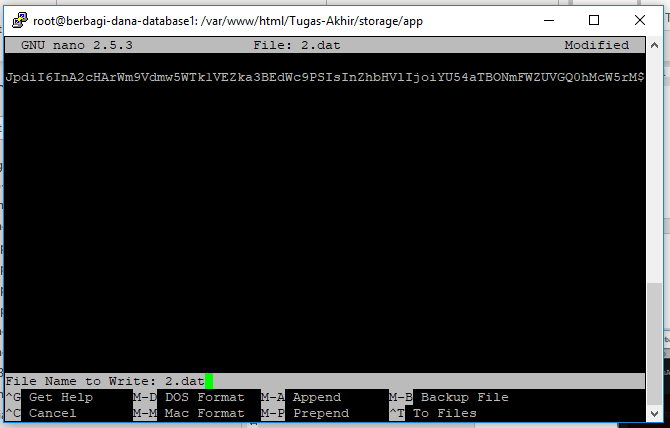 root@berbagi-dana-database1: /var/www/html/Tugas-Akhir/storage/app
GNU nano 2.5.3 File: 2.dat Modified
JpdiI6InA2cHArWm9Vdmw5WTk1VEZka3BEdWc9PSIsInZhbHVlIjoiYU54aTBONmFWZUVGQ0hMcW5rM$
File Name to Write: 2.dat
^G Get Help M-D DOS Format M-A Append M-B Backup File
^C Cancel M-M Mac Format M-P Prepend ^T To Files